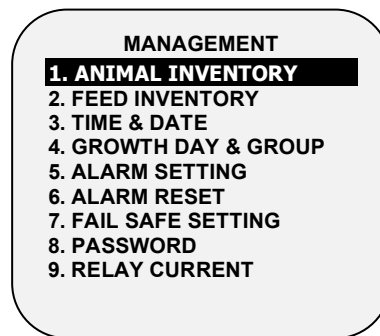 MANAGEMENT
1. ANIMAL INVENTORY
2. FEED INVENTORY
3. TIME & DATE
4. GROWTH DAY & GROUP
5. ALARM SETTING
6. ALARM RESET
7. FAIL SAFE SETTING
8. PASSWORD
9. RELAY CURRENT